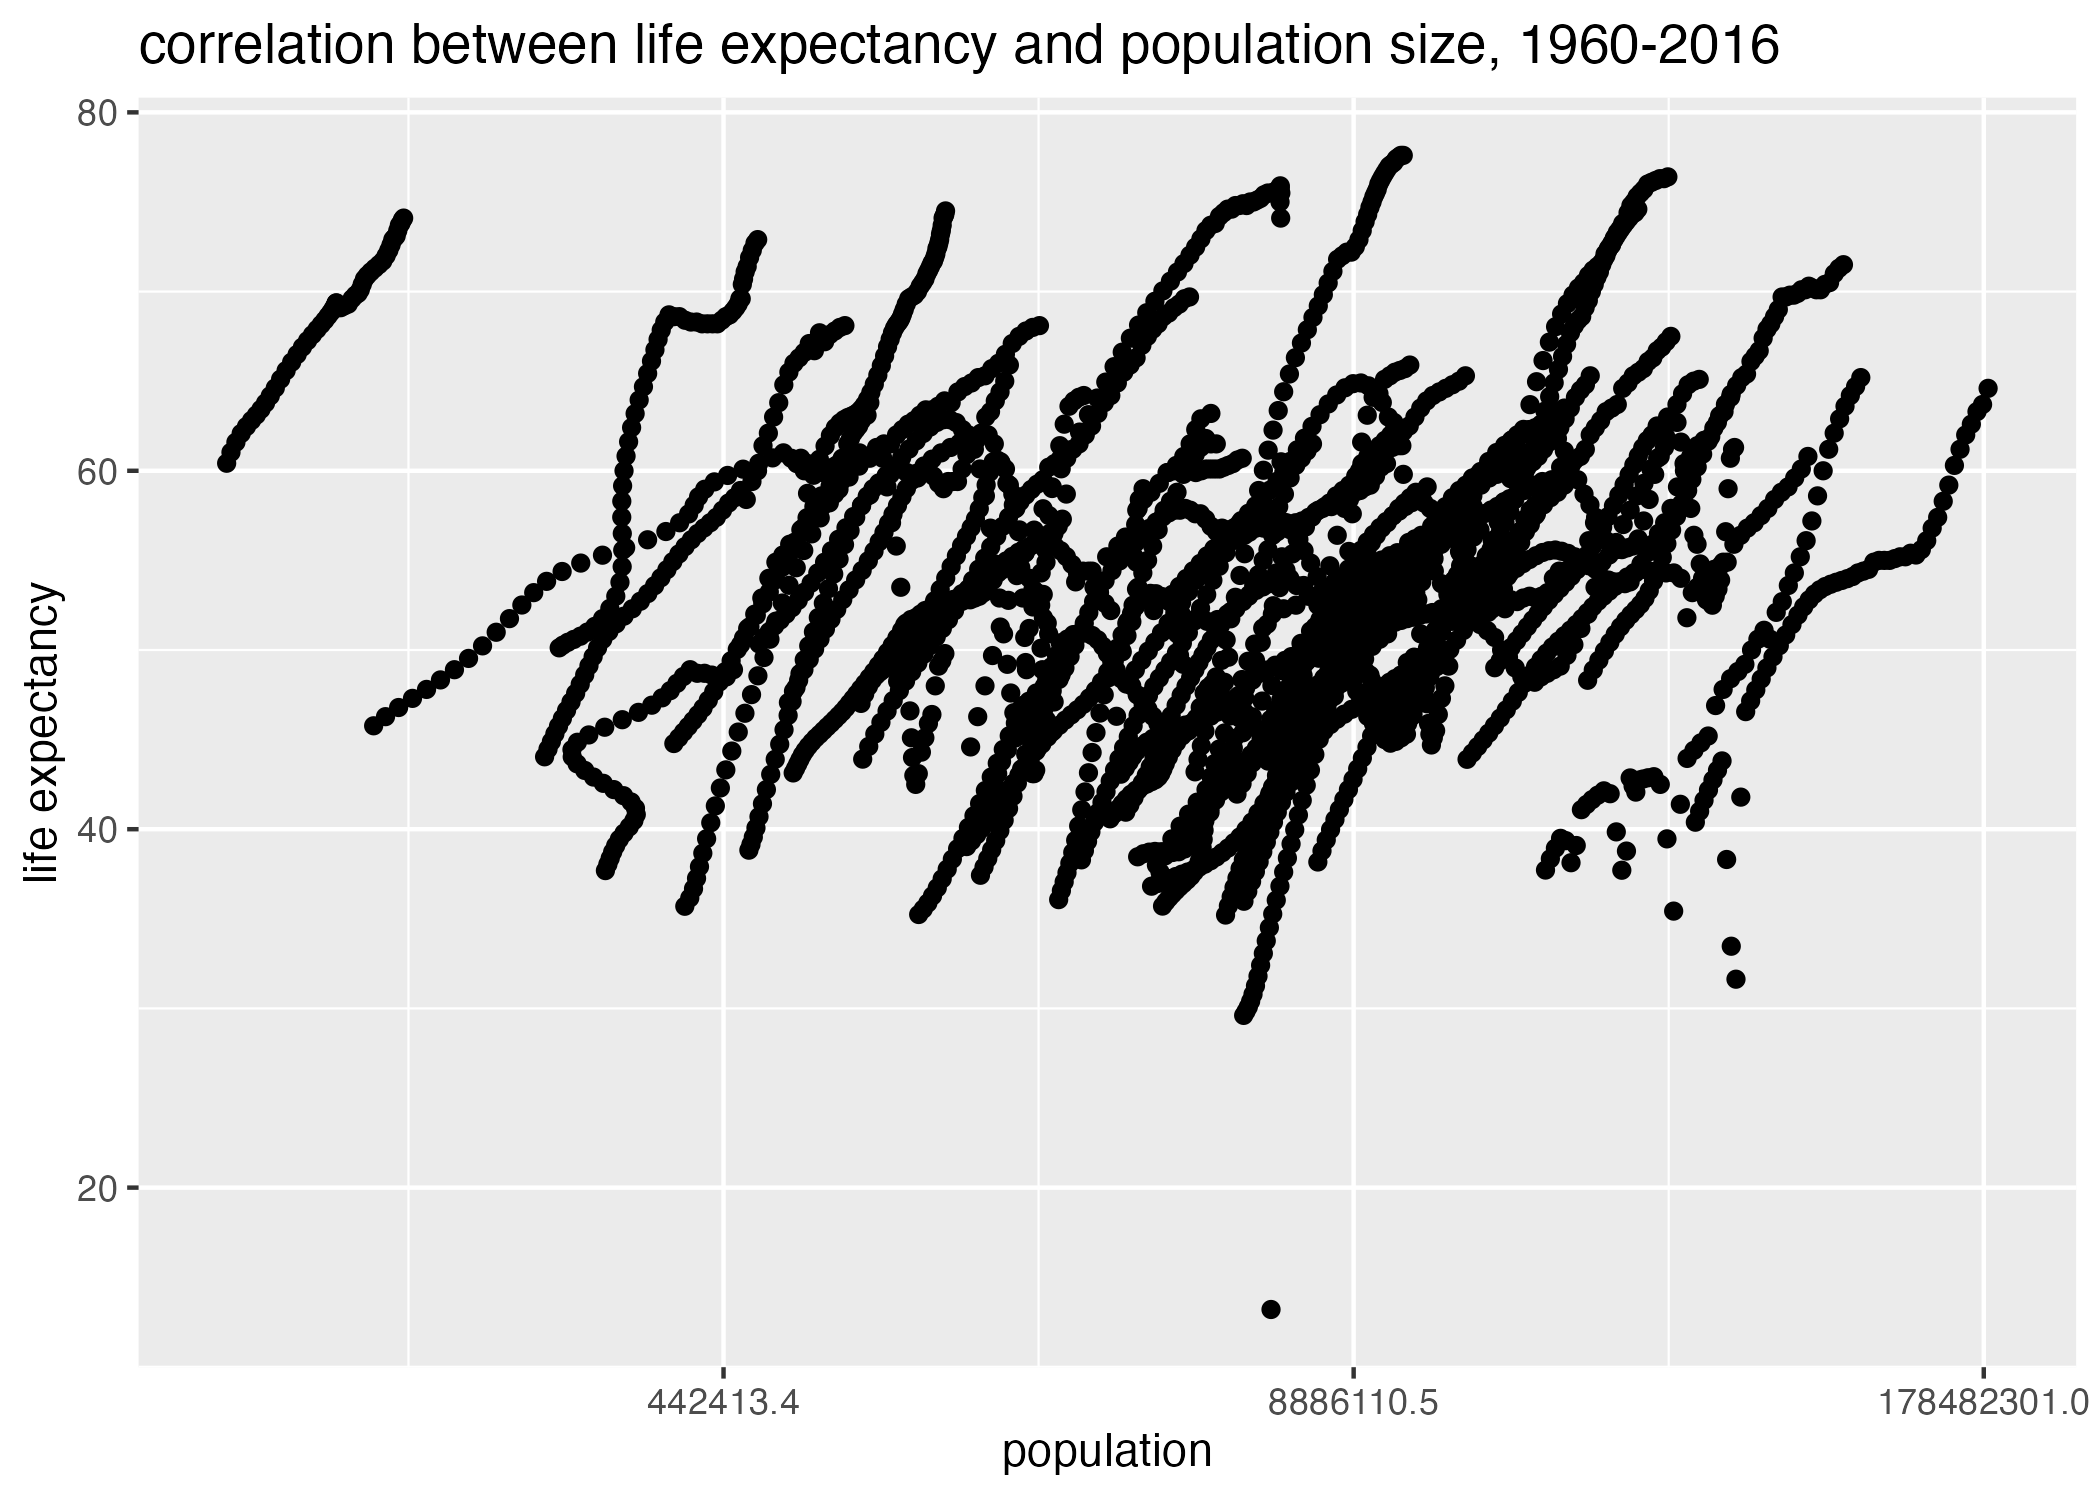 correlation between life expectancy and population size, 1960-2016
80
60
40
20
life expectancy
442413.4
8886110.5
178482301.0
population